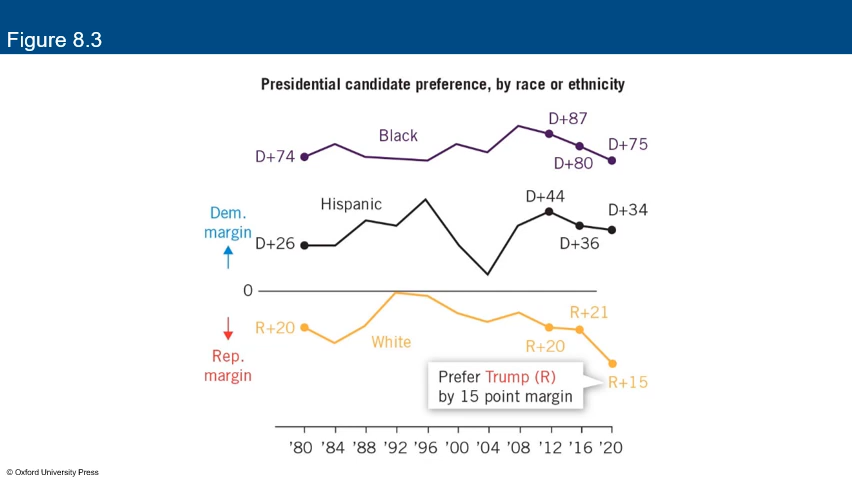 Figure 8.3
Presidential candidate preference, by race or ethnicity
Black
D+74
D+87
D+80
D+75
Hispanic
D+26
D+44
D+36
D+34
Dem.
margin
0
Rep.
margin
White
R+20
R+20
R+21
R+15
Prefer Trump (R)
by 15 point margin
’80 ’84 ’88 ’92 ’96 ’00 ’04 ’08 ’12 ’16 ’20
© Oxford University Press